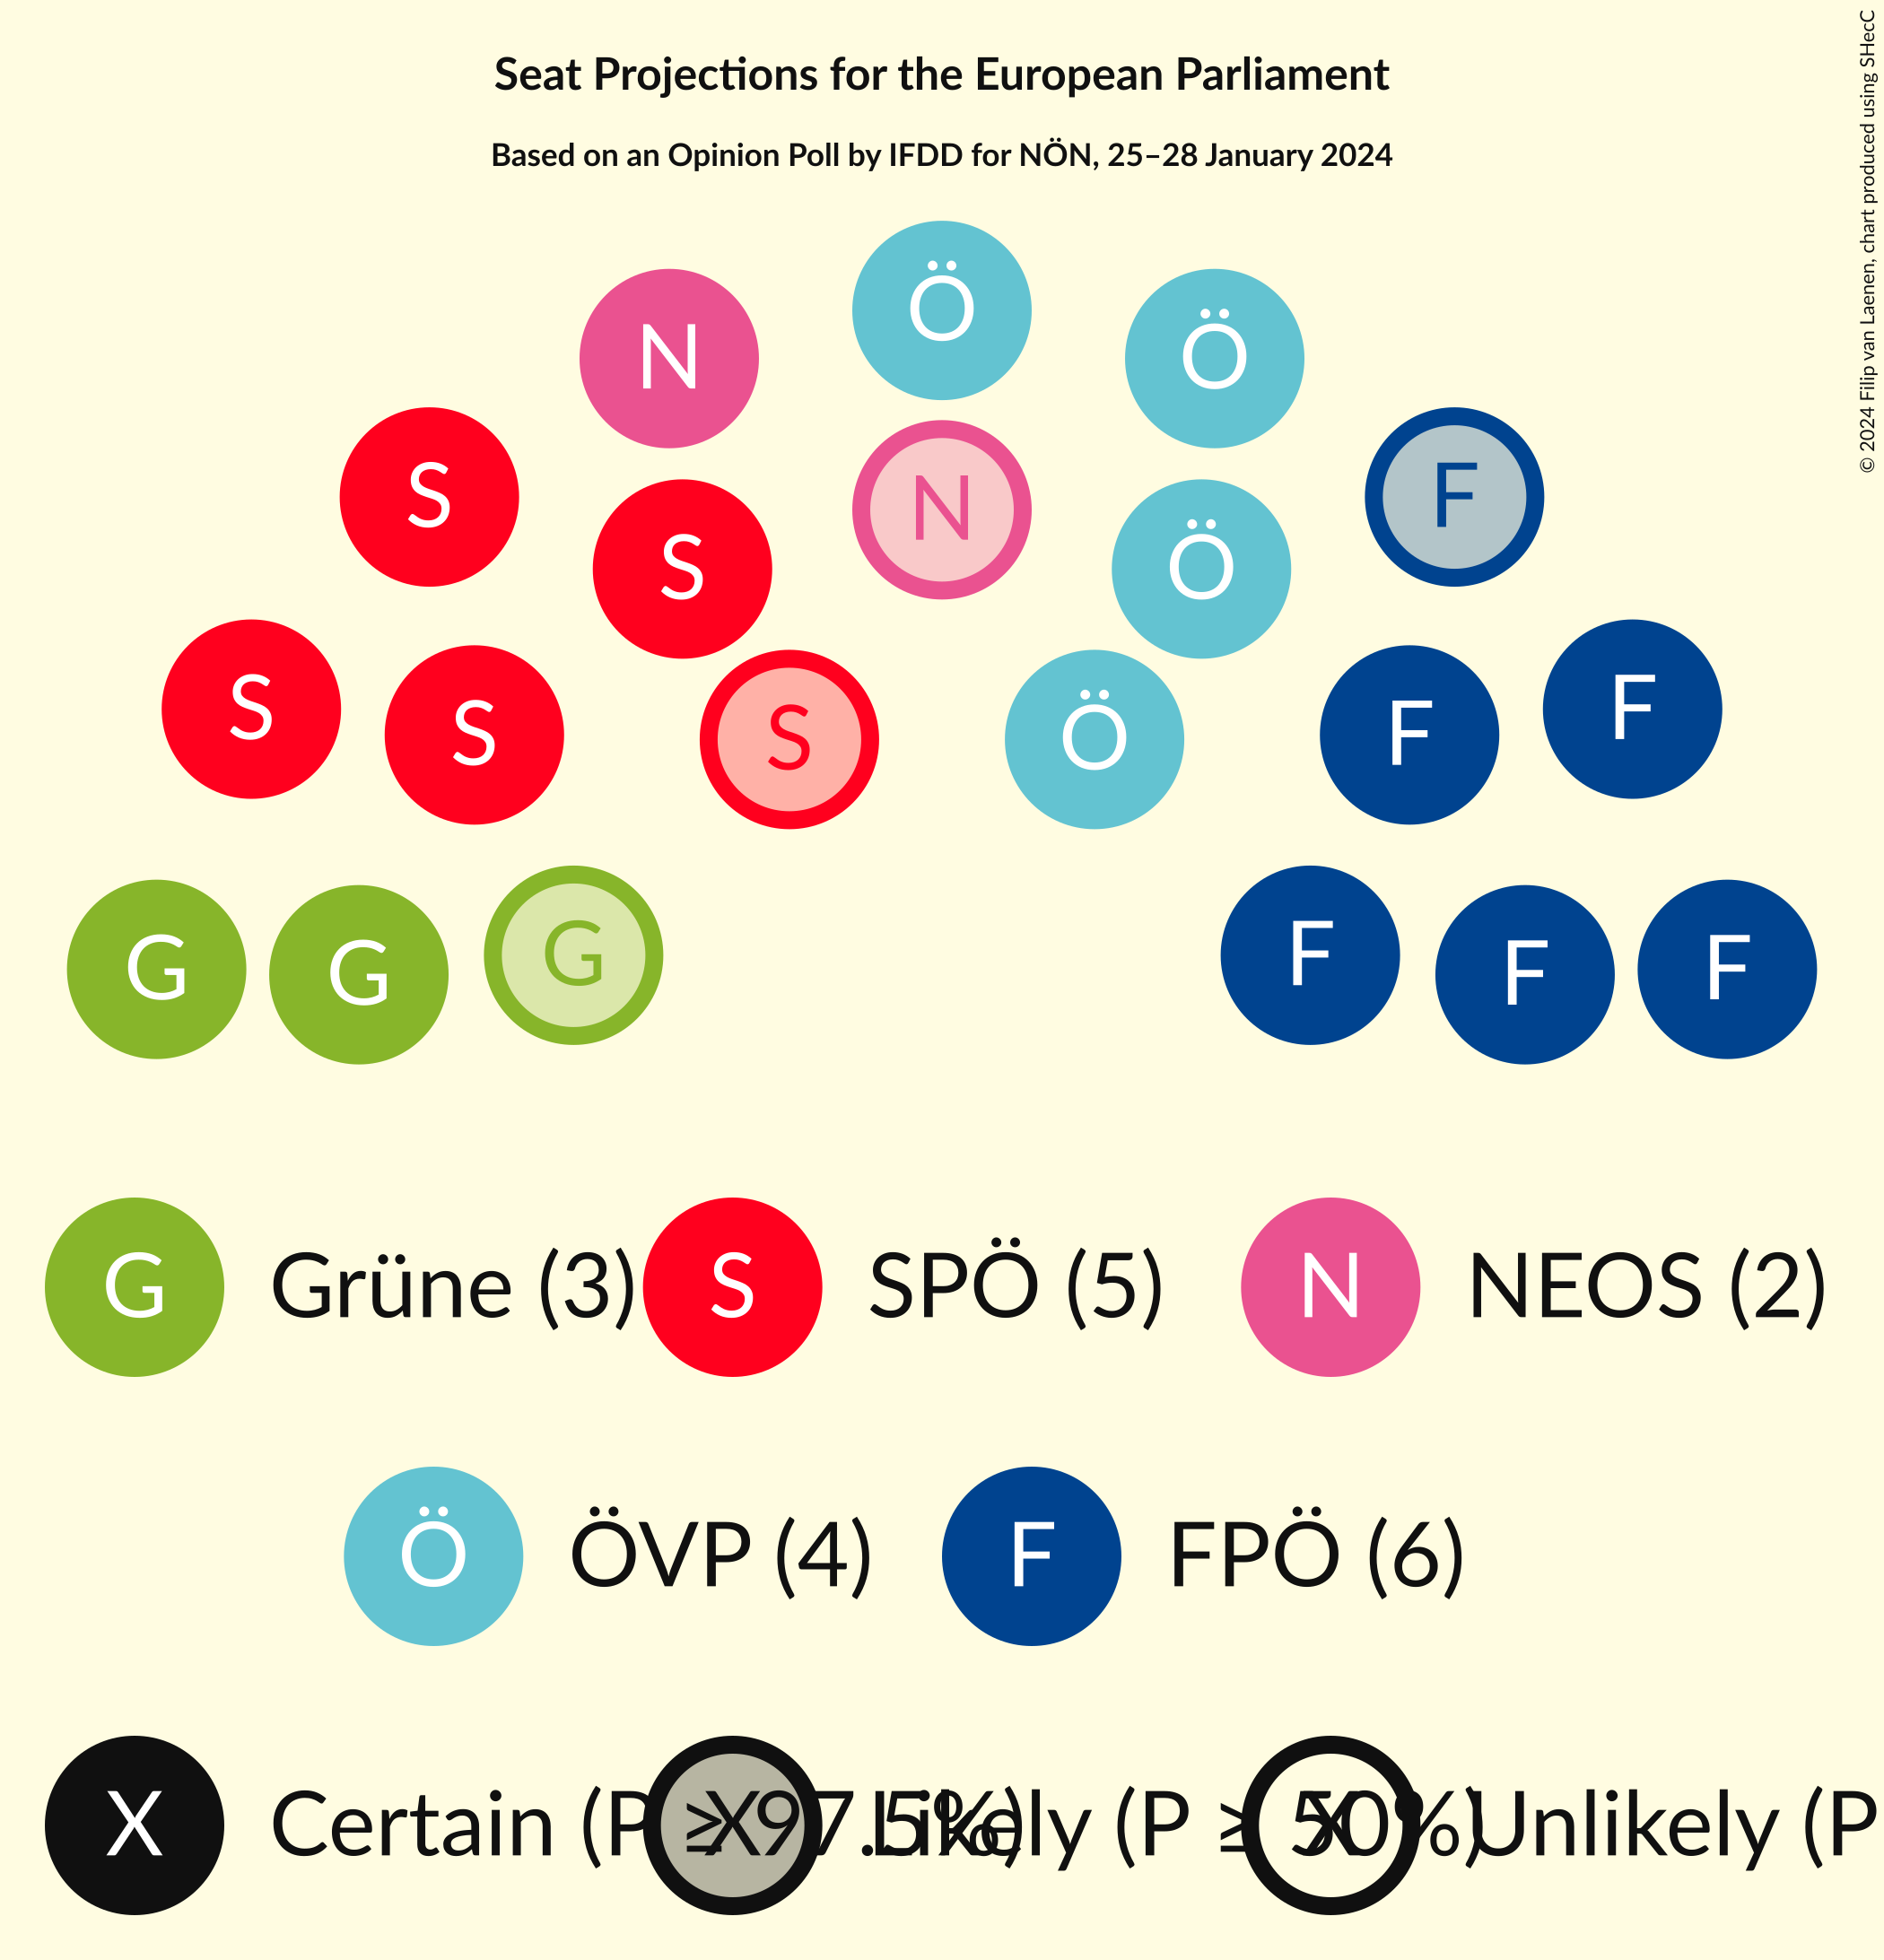 Seat Projections for the European Parliament
Based on an Opinion Poll by IFDD for NÖN, 25–28 January 2024
© 2024 Filip van Laenen, chart produced using SHecC
Ö
N Ö
S N F
S Ö
S S S Ö F F
G G G F F F
G Grüne (3) S SPÖ (5) N NEOS (2)
Ö ÖVP (4) F FPÖ (6)
X Certain (P ≥ 97.5%) X Likely (P ≥ 50%) X Unlikely (P